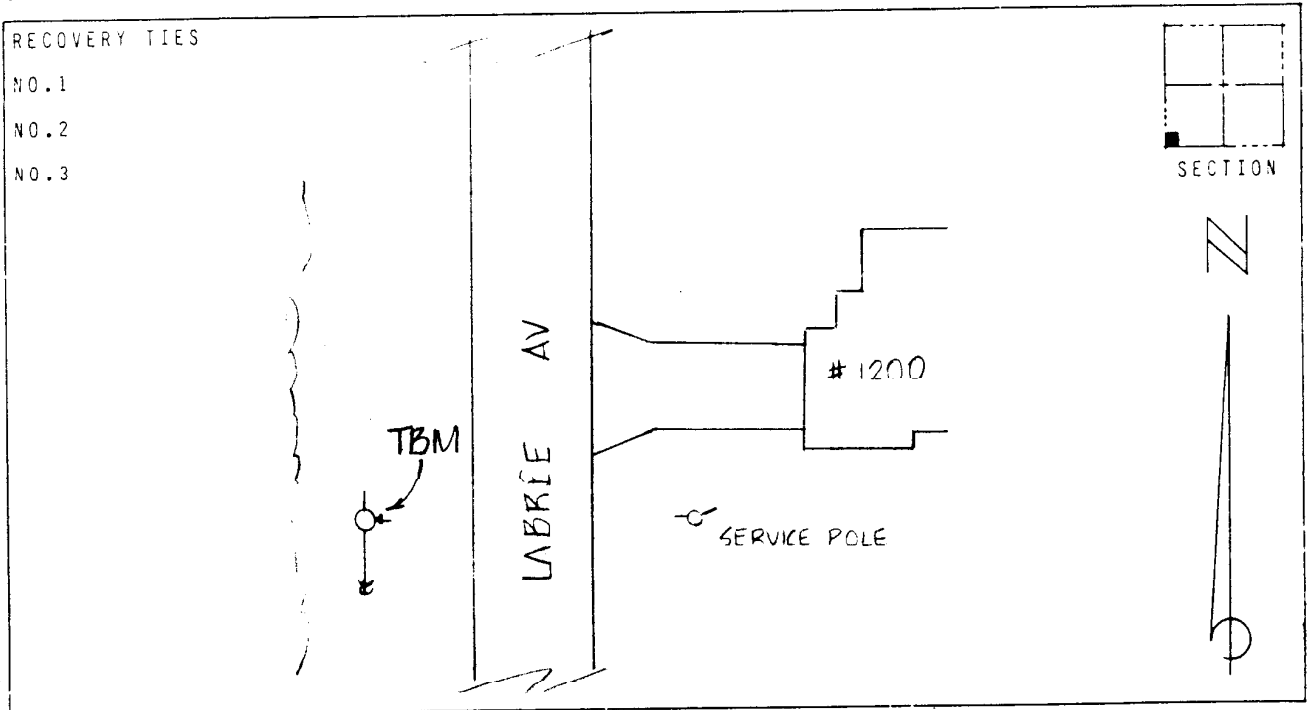 RECOVERY TIES
NO.1
NO.2
NO.3
SECTION
N
LABRIE AV
# 1200
TBM
SERVICE POLE